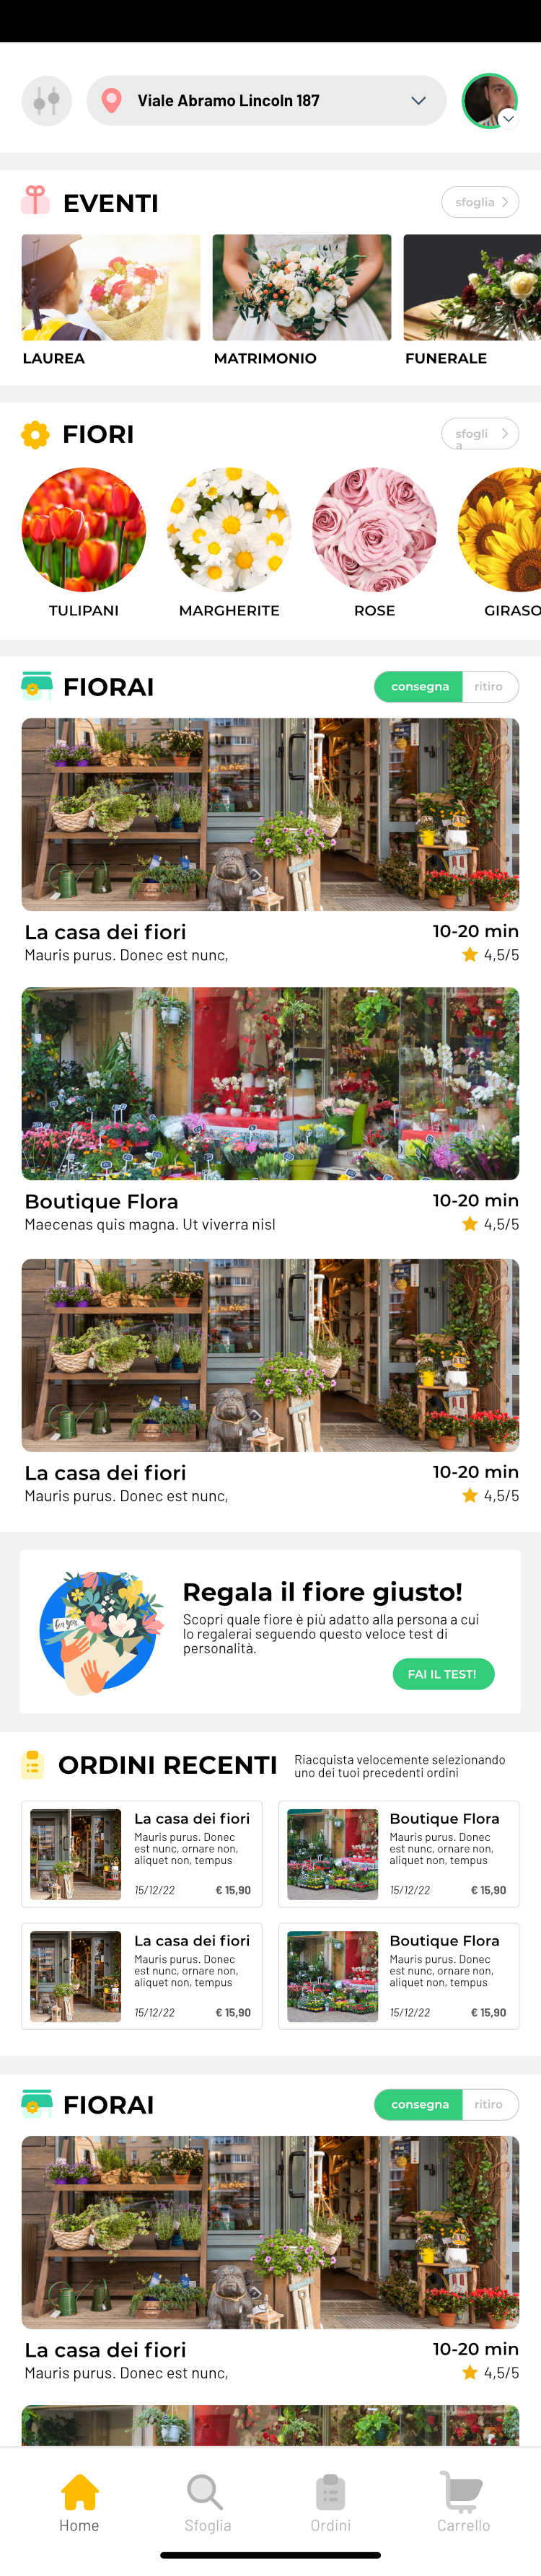 Viale Abramo Lincoln 187
EVENTI
sfoglia
LAUREA
MATRIMONIO
FUNERALE
FIORI
sfogli
a
TULIPANI
MARGHERITE
ROSE
GIRASO
FIORAI
consegna
ritiro
La casa dei fiori
10-20 min
Mauris purus. Donec est nunc,
4,5/5
Boutique Flora
10-20 min
Maecenas quis magna. Ut viverra nisl
4,5/5
La casa dei fiori
10-20 min
Mauris purus. Donec est nunc,
4,5/5
for you
Regala il fiore giusto!
Scopri quale fiore è più adatto alla persona a cui
lo regalerai seguendo questo veloce test di
personalità.
FAI IL TEST!
ORDINI RECENTI
Riacquista velocemente selezionando
uno dei tuoi precedenti ordini
La casa dei fiori
Mauris purus. Donec
est nunc, ornare non,
aliquet non, tempus
15/12/22
€ 15,90
Boutique Flora
Mauris purus. Donec
est nunc, ornare non,
aliquet non, tempus
15/12/22
€ 15,90
La casa dei fiori
Mauris purus. Donec
est nunc, ornare non,
aliquet non, tempus
15/12/22
€ 15,90
Boutique Flora
Mauris purus. Donec
est nunc, ornare non,
aliquet non, tempus
15/12/22
€ 15,90
FIORAI
consegna
ritiro
La casa dei fiori
10-20 min
Mauris purus. Donec est nunc,
4,5/5
Home
Sfoglia
Ordini
Carrello